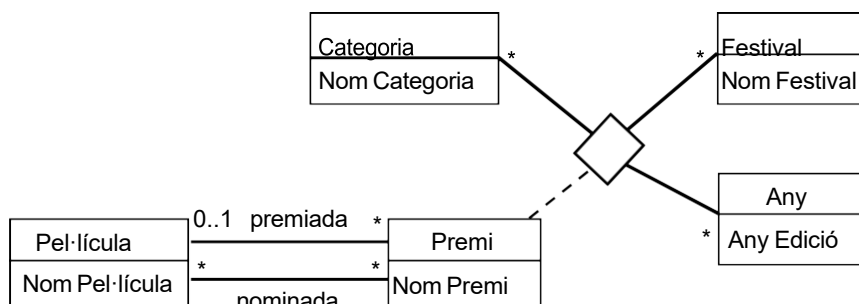 Categoria
Festival
*
*
Nom Categoria
Nom Festival
Any
0..1 premiada *
Pel·lícula
Premi
*
Any Edició
*
*
Nom Pel·lícula
Nom Premi
nominada